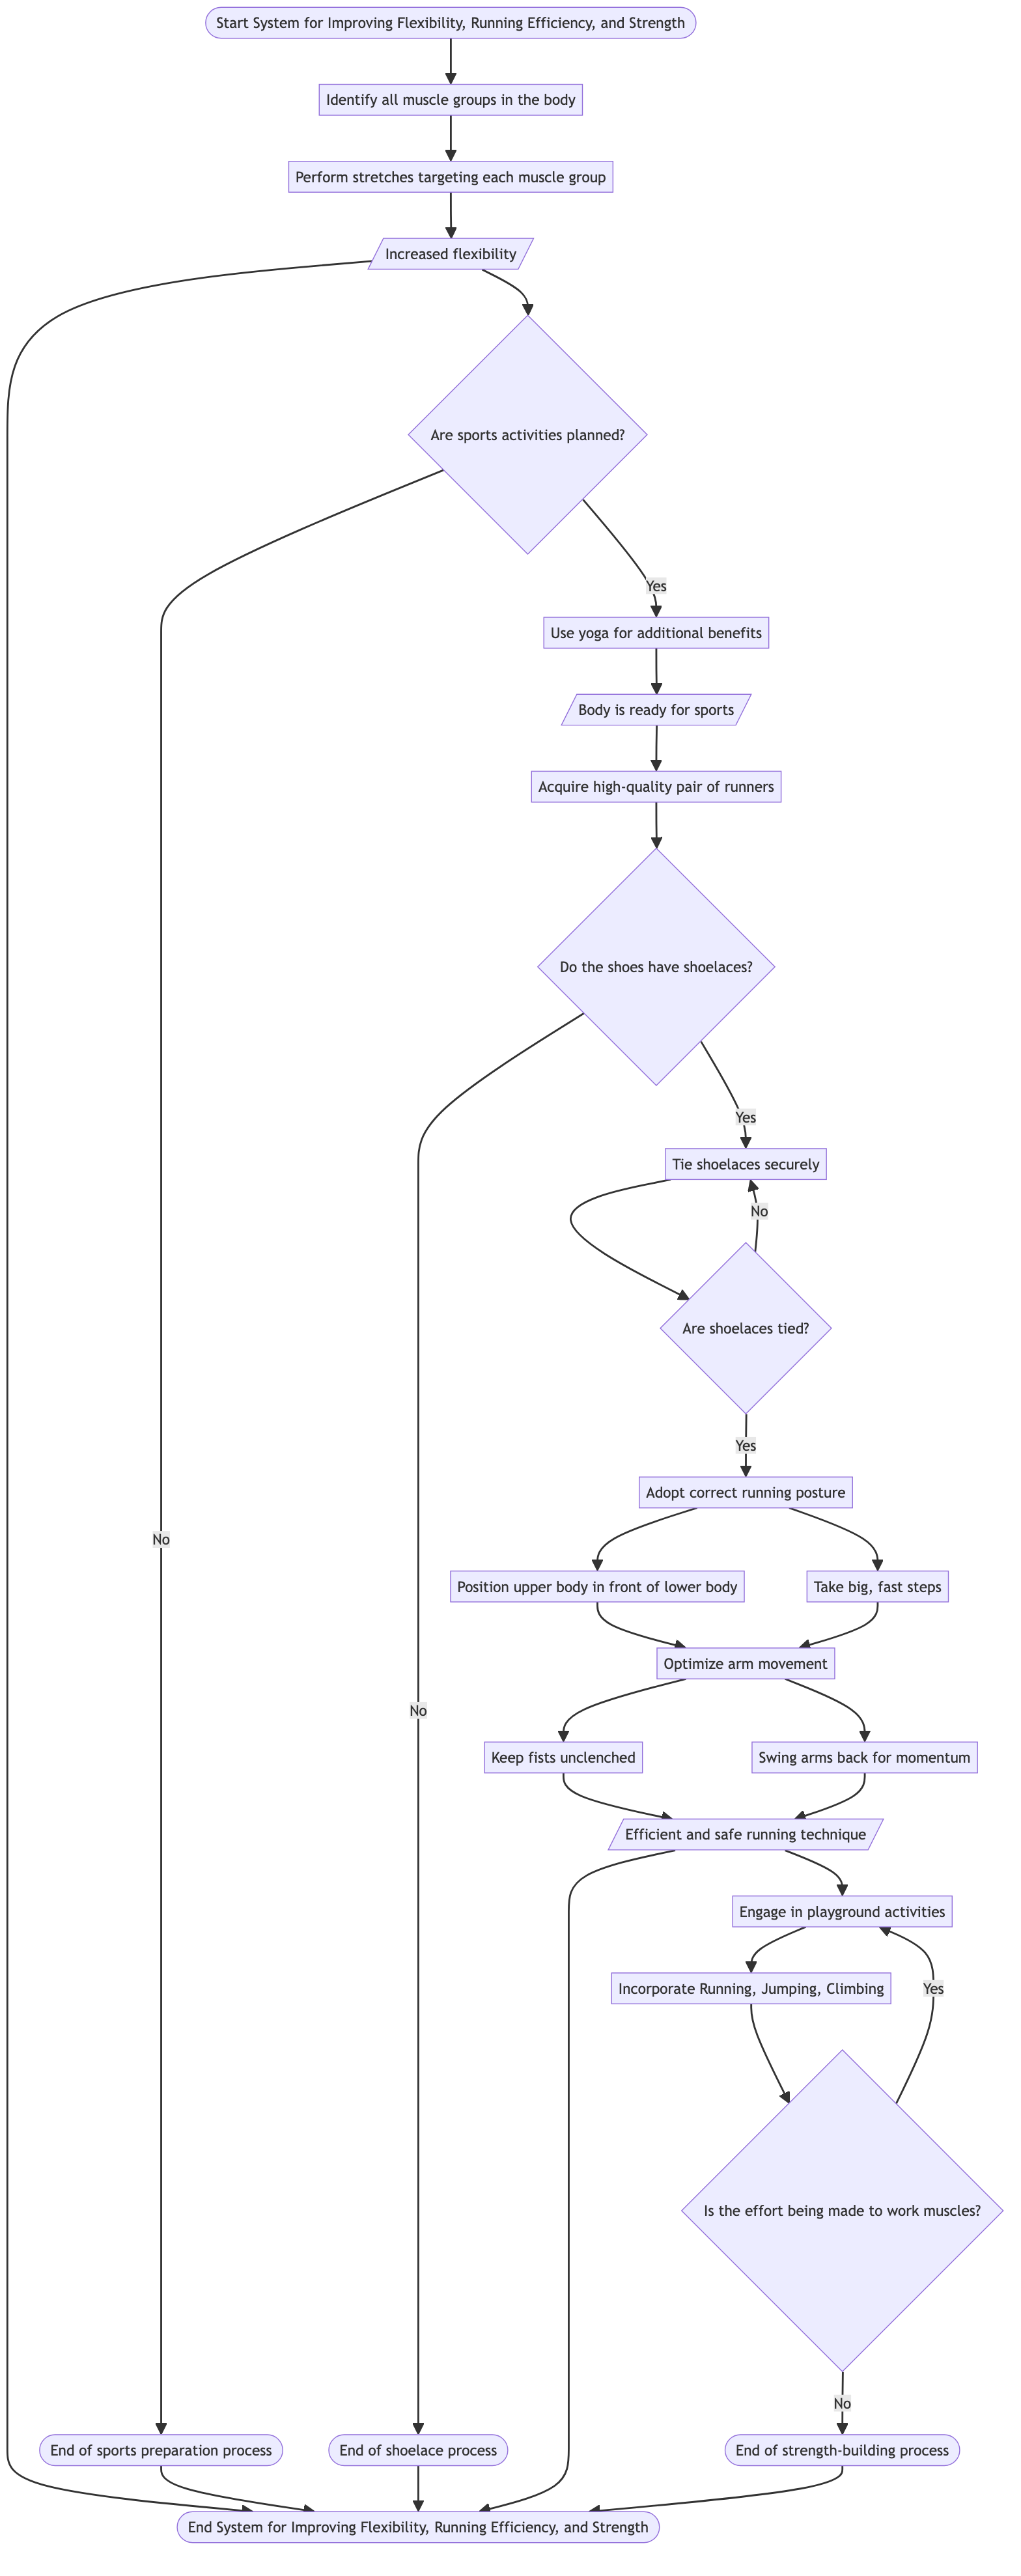 Start System for Improving Flexibility, Running Efficiency, and Strength
Identify all muscle groups in the body
Perform stretches targeting each muscle group
Increased flexibility
Are sports activities planned?
Yes
Use yoga for additional benefits
Body is ready for sports
Acquire high-quality pair of runners
Do the shoes have shoelaces?
Yes
Tie shoelaces securely
No
Are shoelaces tied?
Yes
Adopt correct running posture
No
Position upper body in front of lower body
Take big, fast steps
Optimize arm movement
No
Keep fists unclenched
Swing arms back for momentum
Efficient and safe running technique
Engage in playground activities
Incorporate Running, Jumping, Climbing
Yes
Is the effort being made to work muscles?
No
End of sports preparation process
End of shoelace process
End of strength-building process
End System for Improving Flexibility, Running Efficiency, and Strength